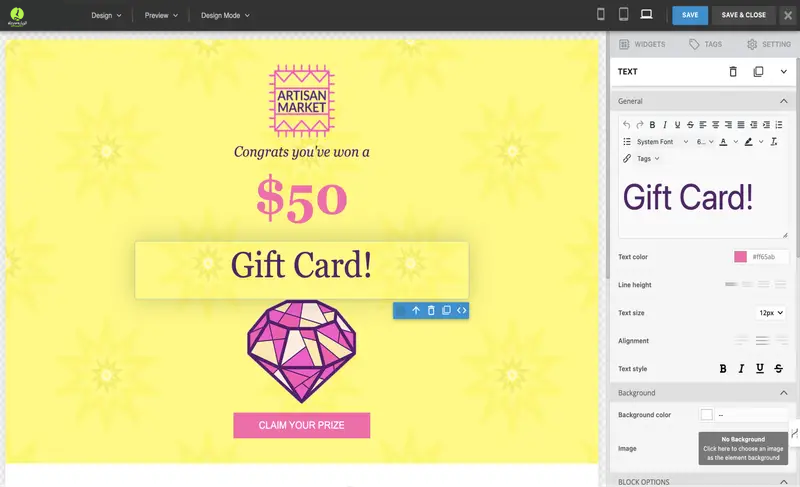 Design
Preview
Design Mode
SAVE
SAVE & CLOSE
WIDGETS
TAGS
SETTING
ARTISAN
MARKET
Congrats you've won a
$50
Gift Card!
CLAIM YOUR PRIZE
TEXT
General
B I U S
System Font 6... A
Tags
Gift Card!
Text color #ff65ab
Line height
Text size 12px
Alignment
Text style B I U S
Background
Background color --
Image
No Background
Click here to choose an image
as the element background
BLOCK OPTIONS